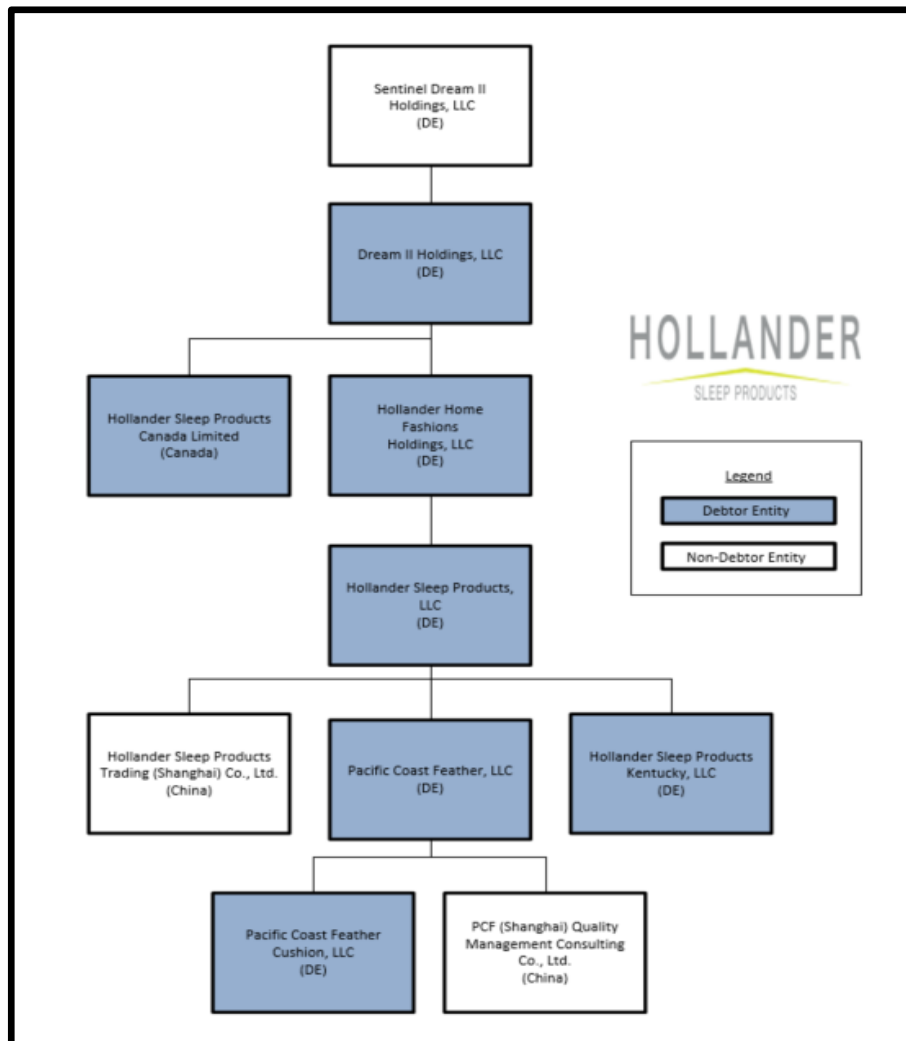 Sentinel Dream II
Holdings, LLC
(DE)
Dream II Holdings, LLC
(DE)
HOLLANDER
SLEEP PRODUCTS
Hollander Sleep Products
Canada Limited
(Canada)
Hollander Home
Fashions
Holdings, LLC
(DE)
Legend
Debtor Entity
Non-Debtor Entity
Hollander Sleep Products,
LLC
(DE)
Hollander Sleep Products
Trading (Shanghai) Co., Ltd.
(China)
Pacific Coast Feather, LLC
(DE)
Hollander Sleep Products
Kentucky, LLC
(DE)
Pacific Coast Feather
Cushion, LLC
(DE)
PCF (Shanghai) Quality
Management Consulting
Co., Ltd.
(China)